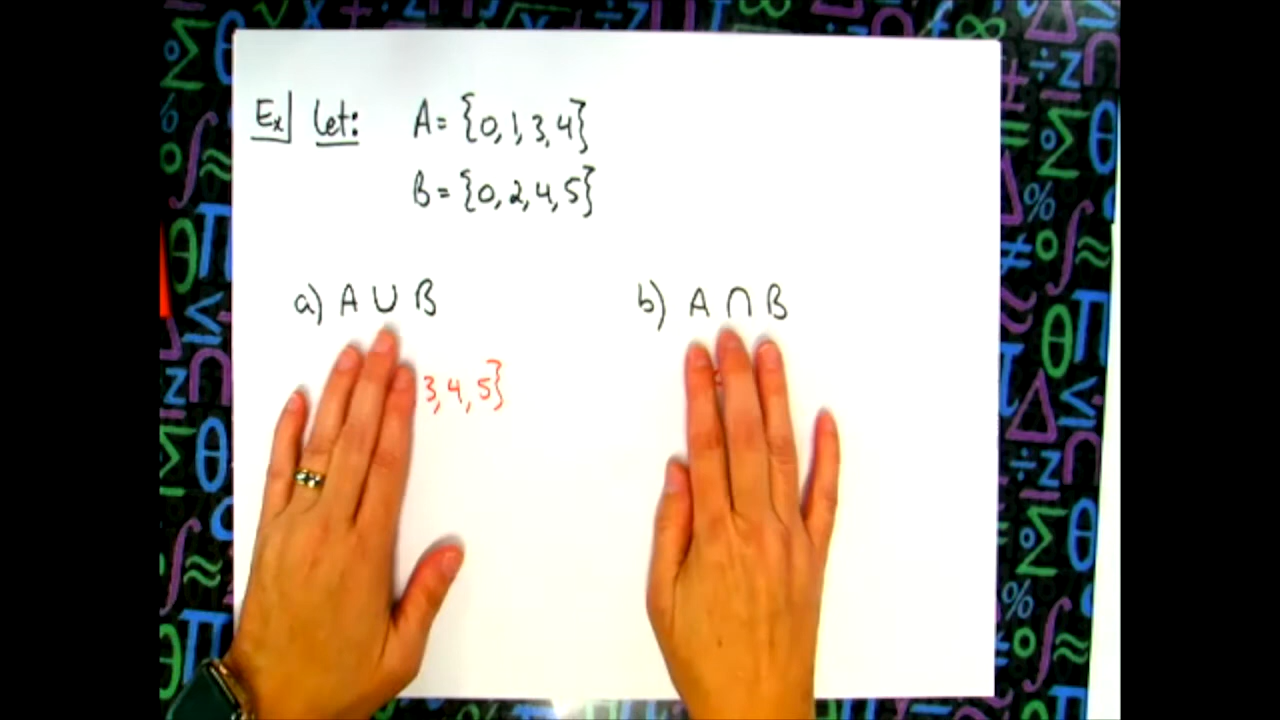 Ex Let: A = {0, 1, 3, 4}
B = {0, 2, 4, 5}
a) A ∪ B b) A ∩ B
3, 4, 5}